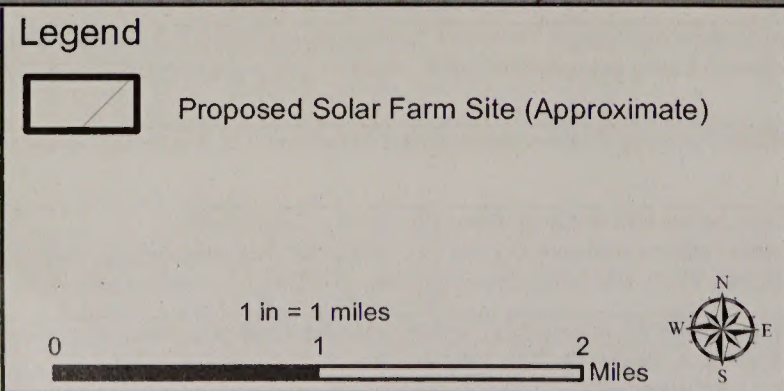 Legend
Proposed Solar Farm Site (Approximate)
1 in = 1 miles
0 1 2
Miles
N
W E
S